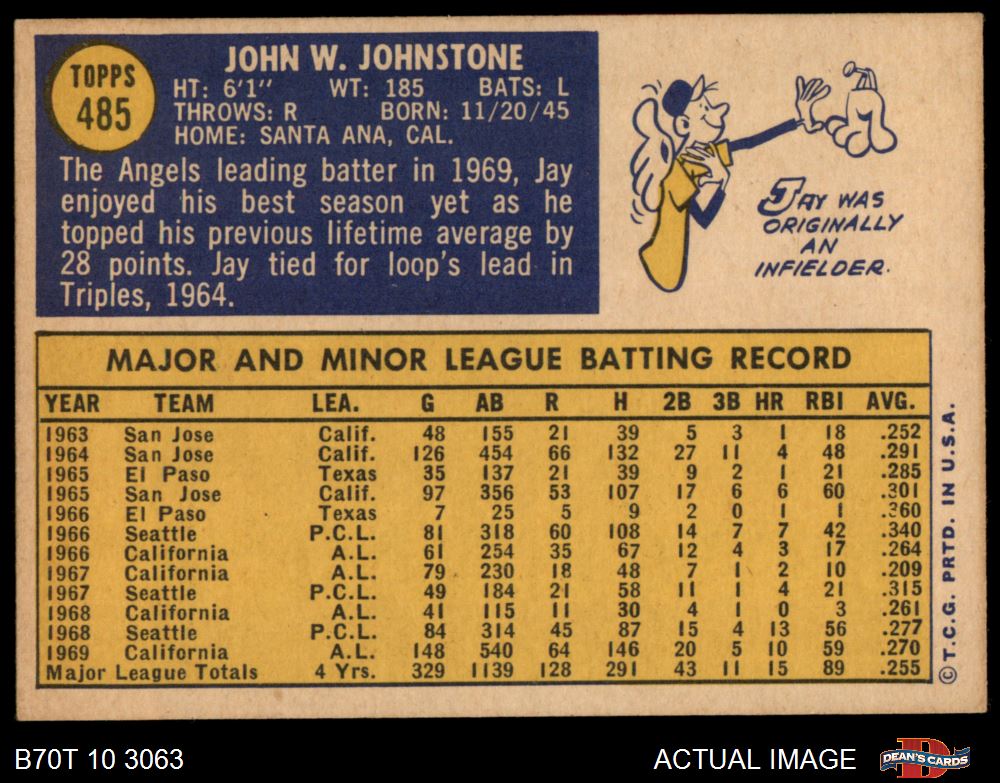 TOPPS
485
JOHN W. JOHNSTONE
HT: 6'1" WT: 185 BATS: L
THROWS: R BORN: 11/20/45
HOME: SANTA ANA, CAL.
The Angels leading batter in 1969, Jay
enjoyed his best season yet as he
topped his previous lifetime average by
28 points. Jay tied for loop's lead in
Triples, 1964.
JAY WAS
ORIGINALLY
AN
INFIELDER.
MAJOR AND MINOR LEAGUE BATTING RECORD
YEAR TEAM LEA. G AB R H 2B 3B HR RBI AVG.
1963 San Jose Calif. 48 155 21 39 5 3 1 18 .252
1964 San Jose Calif. 126 454 66 132 27 11 4 48 .291
1965 El Paso Texas 35 137 21 39 9 2 1 21 .285
1965 San Jose Calif. 97 356 53 107 17 6 6 60 .301
1966 El Paso Texas 7 25 5 9 2 0 1 1 .360
1966 Seattle P.C.L. 81 318 60 108 14 7 7 42 .340
1966 California A.L. 61 254 35 67 12 4 3 17 .264
1967 California A.L. 79 230 18 48 7 1 2 10 .209
1967 Seattle P.C.L. 49 184 21 58 11 1 4 21 .315
1968 California A.L. 41 115 11 30 4 1 0 3 .261
1968 Seattle P.C.L. 84 314 45 87 15 4 13 56 .277
1969 California A.L. 148 540 64 146 20 5 10 59 .270
Major League Totals 4 Yrs. 329 1139 128 291 43 11 15 89 .255
© T.C.G. PRTD. IN U.S.A.
B70T 10 3063
ACTUAL IMAGE
DEAN'S CARDS